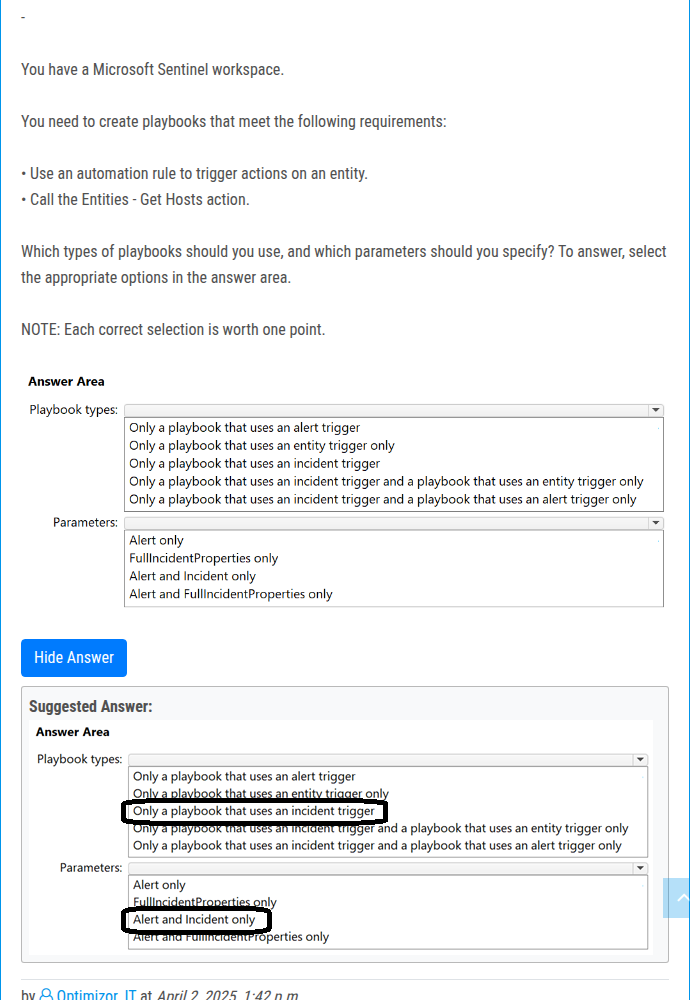 -
You have a Microsoft Sentinel workspace.
You need to create playbooks that meet the following requirements:
• Use an automation rule to trigger actions on an entity.
• Call the Entities - Get Hosts action.
Which types of playbooks should you use, and which parameters should you specify? To answer, select
the appropriate options in the answer area.
NOTE: Each correct selection is worth one point.
Answer Area
Playbook types:
Only a playbook that uses an alert trigger
Only a playbook that uses an entity trigger only
Only a playbook that uses an incident trigger
Only a playbook that uses an incident trigger and a playbook that uses an entity trigger only
Only a playbook that uses an incident trigger and a playbook that uses an alert trigger only
Parameters:
Alert only
FullIncidentProperties only
Alert and Incident only
Alert and FullIncidentProperties only
Hide Answer
Suggested Answer:
Answer Area
Playbook types:
Only a playbook that uses an alert trigger
Only a playbook that uses an entity trigger only
Only a playbook that uses an incident trigger
Only a playbook that uses an incident trigger and a playbook that uses an entity trigger only
Only a playbook that uses an incident trigger and a playbook that uses an alert trigger only
Parameters:
Alert only
FullIncidentProperties only
Alert and Incident only
Alert and FullIncidentProperties only
by Optimizor_IT at April 2, 2025, 1:42 p.m.